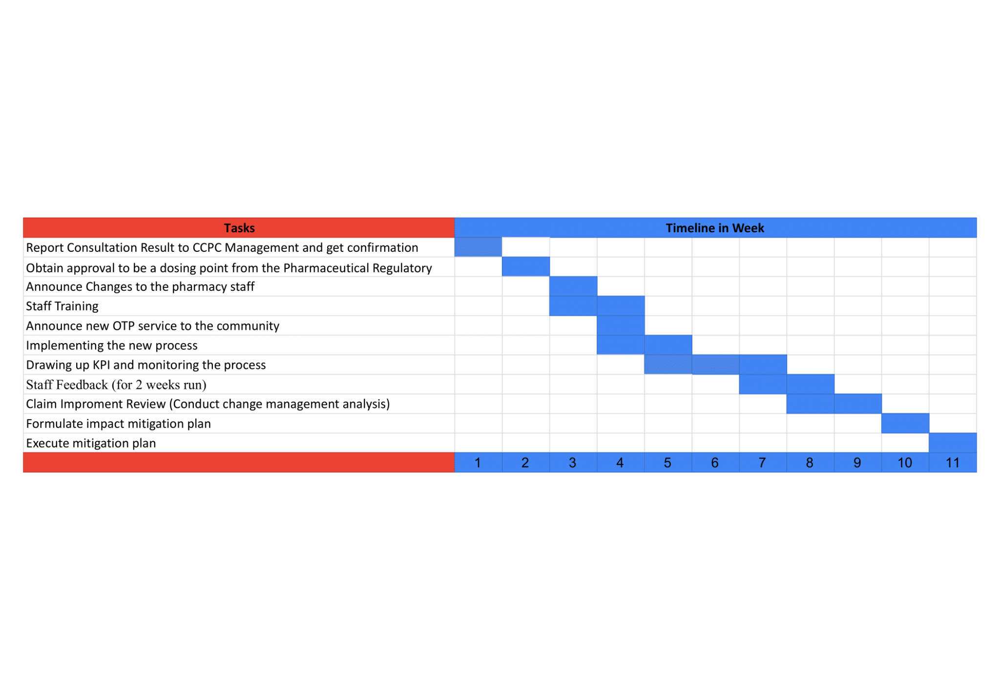 Tasks Timeline in Week
Report Consultation Result to CCPC Management and get confirmation
Obtain approval to be a dosing point from the Pharmaceutical Regulatory
Announce Changes to the pharmacy staff
Staff Training
Announce new OTP service to the community
Implementing the new process
Drawing up KPI and monitoring the process
Staff Feedback (for 2 weeks run)
Claim Improment Review (Conduct change management analysis)
Formulate impact mitigation plan
Execute mitigation plan
1 2 3 4 5 6 7 8 9 10 11